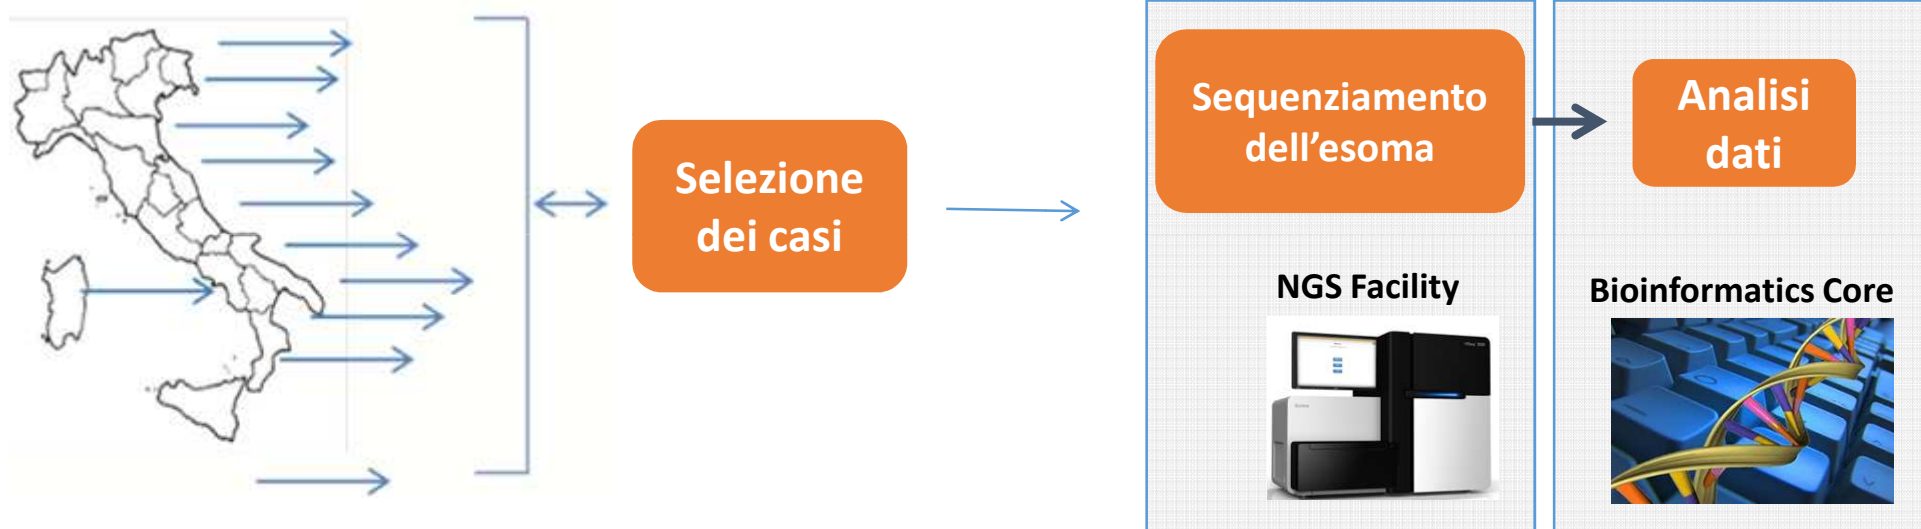 Selezione
dei casi
Sequenziamento
dell’esoma
Analisi
dati
NGS Facility
Bioinformatics Core